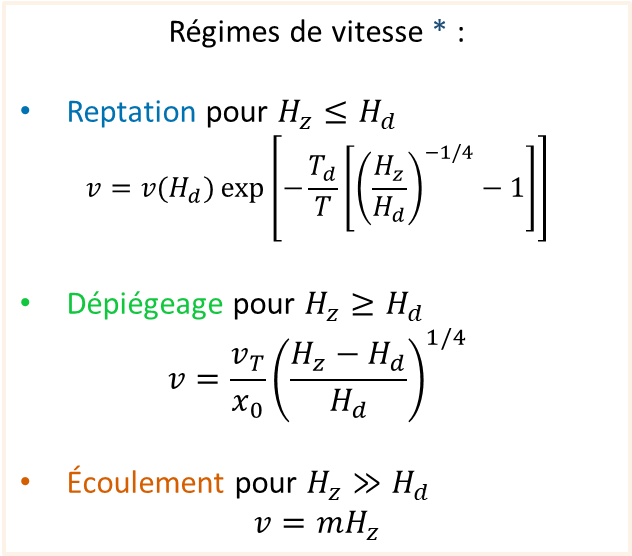 Régimes de vitesse * :
• Reptation pour H_z ≤ H_d
v = v(H_d) exp [−T_d/T [(H_z/H_d)^{−1/4} − 1]]
• Dépiégeage pour H_z ≥ H_d
v = v_T/x_0 ((H_z − H_d)/H_d)^{1/4}
• Écoulement pour H_z ≫ H_d
v = mH_z